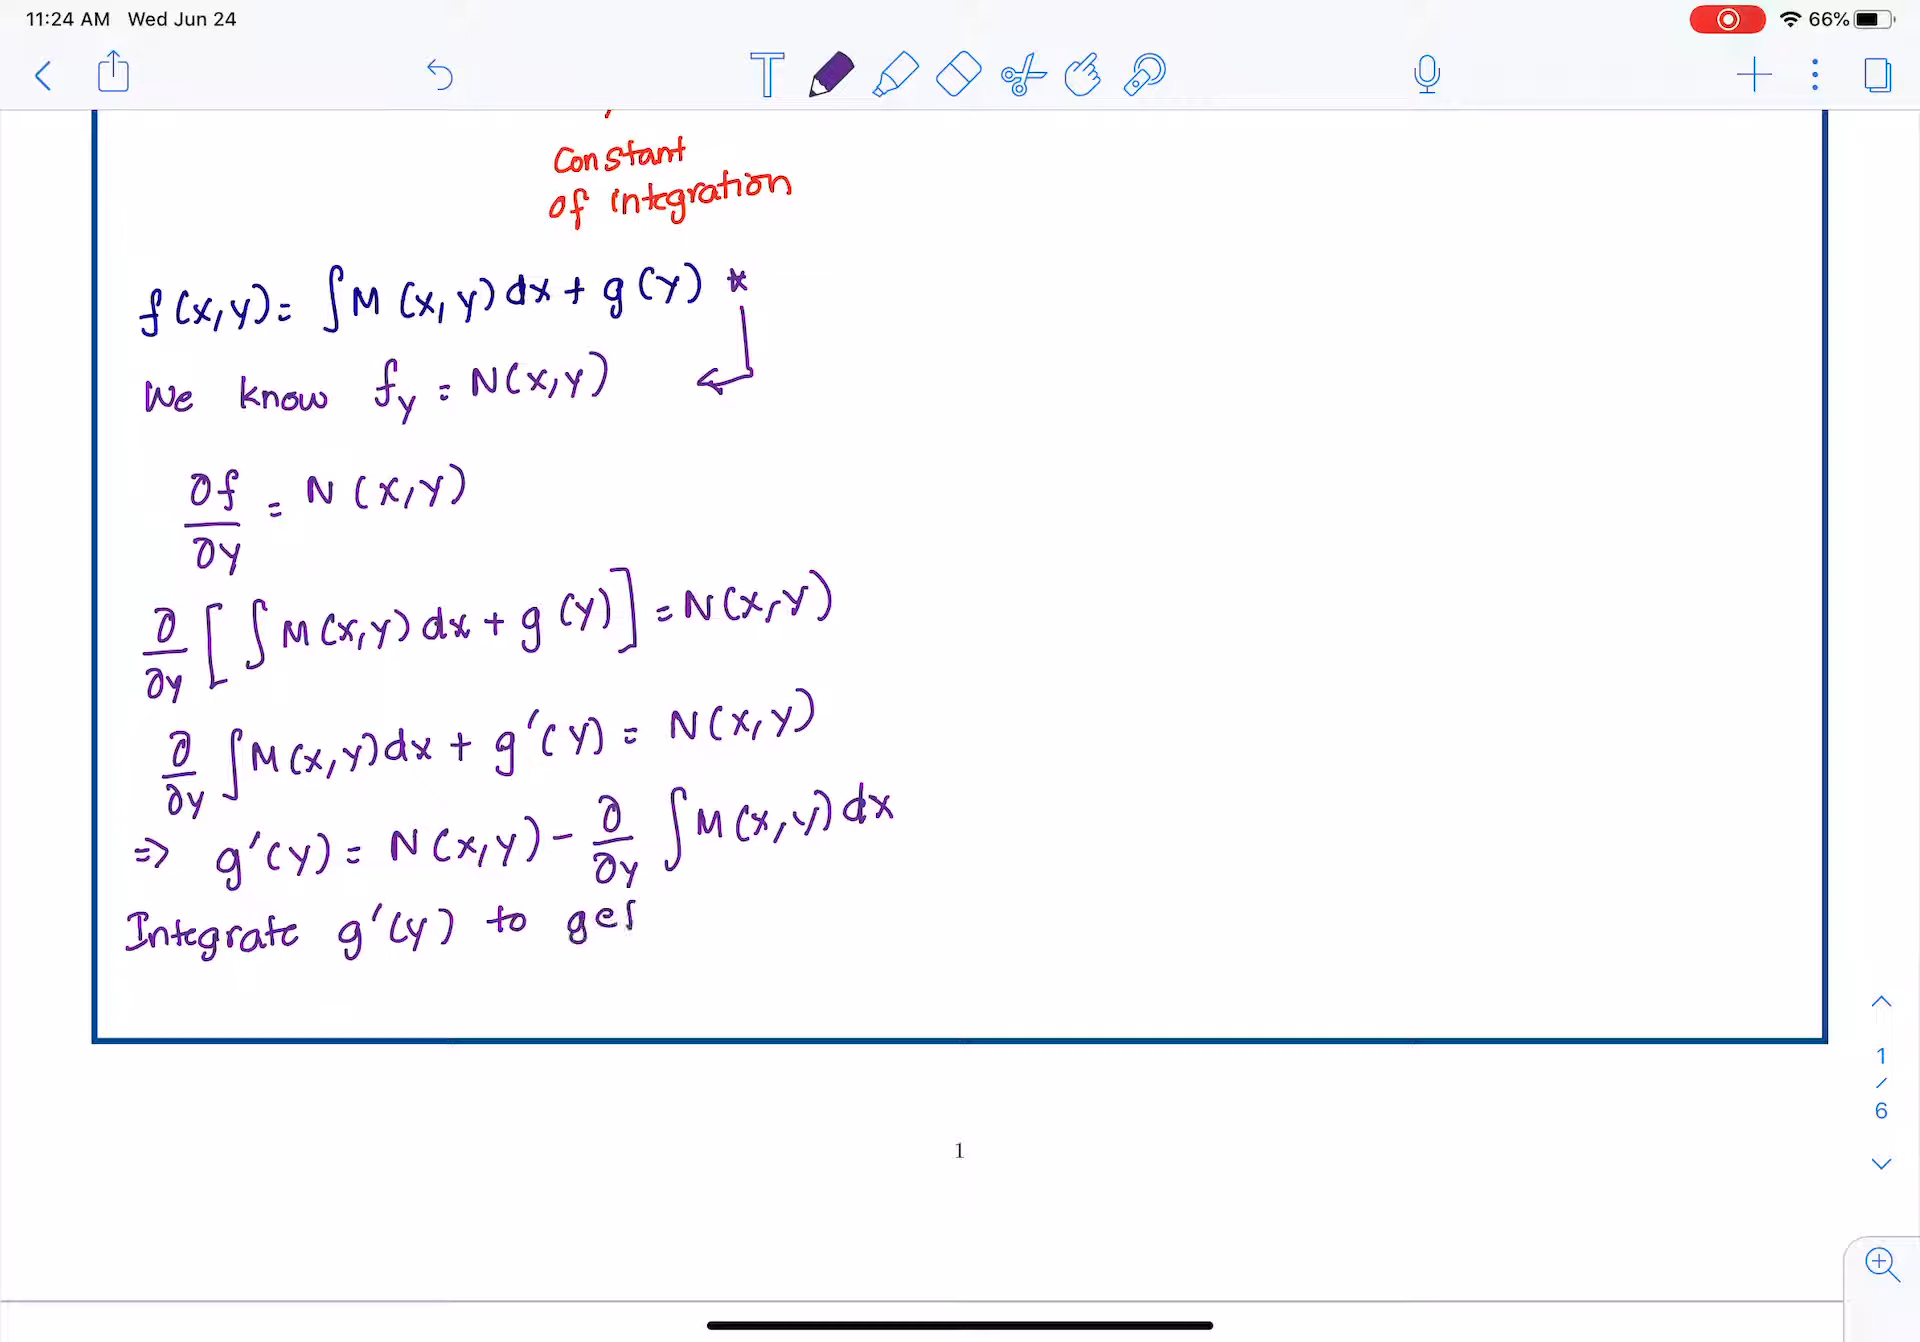 11:24 AM Wed Jun 24 66%
T
Constant
of integration
f(x,y) = ∫M(x,y)dx + g(y) *
We know f_y = N(x,y)
∂f/∂y = N(x,y)
∂/∂y [∫M(x,y)dx + g(y)] = N(x,y)
∂/∂y ∫M(x,y)dx + g'(y) = N(x,y)
=> g'(y) = N(x,y) - ∂/∂y ∫M(x,y)dx
Integrate g'(y) to get
1
/
6
1